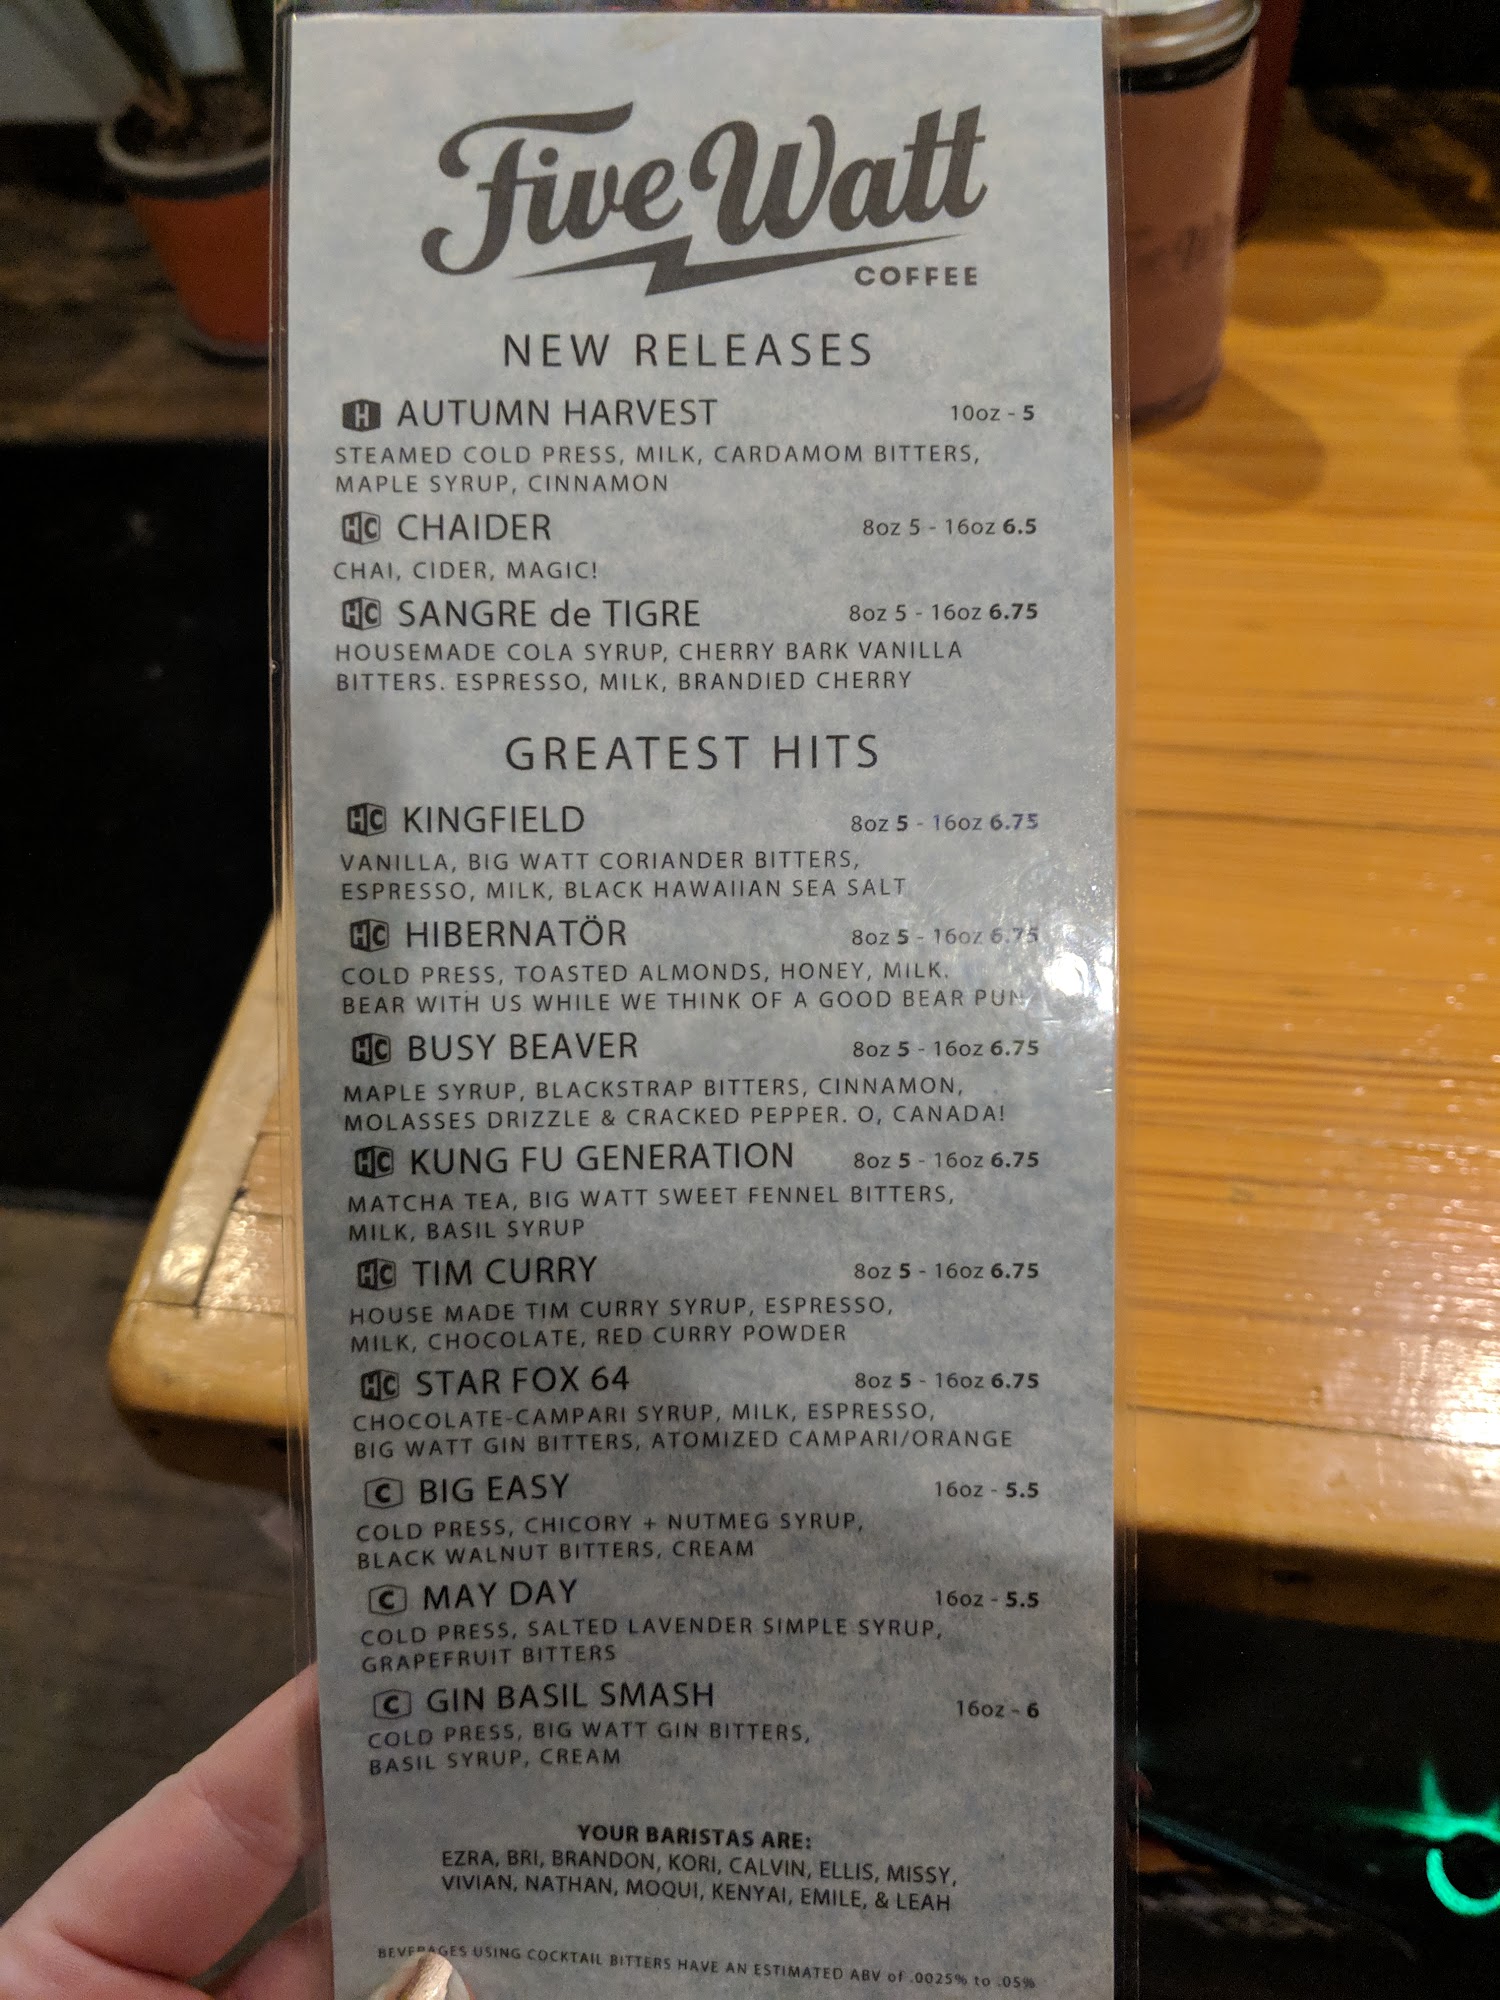 Five Watt
COFFEE
NEW RELEASES
H AUTUMN HARVEST 10oz - 5
STEAMED COLD PRESS, MILK, CARDAMOM BITTERS,
MAPLE SYRUP, CINNAMON
HC CHAIDER 8oz 5 - 16oz 6.5
CHAI, CIDER, MAGIC!
HC SANGRE de TIGRE 8oz 5 - 16oz 6.75
HOUSEMADE COLA SYRUP, CHERRY BARK VANILLA
BITTERS. ESPRESSO, MILK, BRANDIED CHERRY
GREATEST HITS
HC KINGFIELD 8oz 5 - 16oz 6.75
VANILLA, BIG WATT CORIANDER BITTERS,
ESPRESSO, MILK, BLACK HAWAIIAN SEA SALT
HC HIBERNATÖR 8oz 5 - 16oz 6.75
COLD PRESS, TOASTED ALMONDS, HONEY, MILK.
BEAR WITH US WHILE WE THINK OF A GOOD BEAR PUN
HC BUSY BEAVER 8oz 5 - 16oz 6.75
MAPLE SYRUP, BLACKSTRAP BITTERS, CINNAMON,
MOLASSES DRIZZLE & CRACKED PEPPER. O, CANADA!
HC KUNG FU GENERATION 8oz 5 - 16oz 6.75
MATCHA TEA, BIG WATT SWEET FENNEL BITTERS,
MILK, BASIL SYRUP
HC TIM CURRY 8oz 5 - 16oz 6.75
HOUSE MADE TIM CURRY SYRUP, ESPRESSO,
MILK, CHOCOLATE, RED CURRY POWDER
HC STAR FOX 64 8oz 5 - 16oz 6.75
CHOCOLATE-CAMPARI SYRUP, MILK, ESPRESSO,
BIG WATT GIN BITTERS, ATOMIZED CAMPARI/ORANGE
C BIG EASY 16oz - 5.5
COLD PRESS, CHICORY + NUTMEG SYRUP,
BLACK WALNUT BITTERS, CREAM
C MAY DAY 16oz - 5.5
COLD PRESS, SALTED LAVENDER SIMPLE SYRUP,
GRAPEFRUIT BITTERS
C GIN BASIL SMASH 16oz - 6
COLD PRESS, BIG WATT GIN BITTERS,
BASIL SYRUP, CREAM
YOUR BARISTAS ARE:
EZRA, BRI, BRANDON, KORI, CALVIN, ELLIS, MISSY,
VIVIAN, NATHAN, MOQUI, KENYAI, EMILE, & LEAH
BEVERAGES USING COCKTAIL BITTERS HAVE AN ESTIMATED ABV of .0025% to .05%